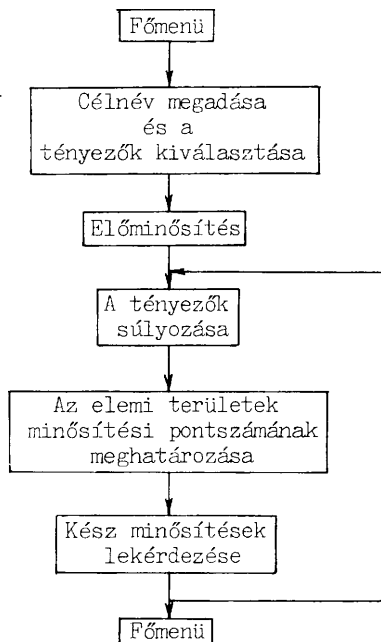 Főmenü
Célnév megadása
és a
tényezők kiválasztása
Előminősítés
A tényezők
súlyozása
Az elemi területek
minősítési pontszámának
meghatározása
Kész minősítések
lekérdezése
Főmenü